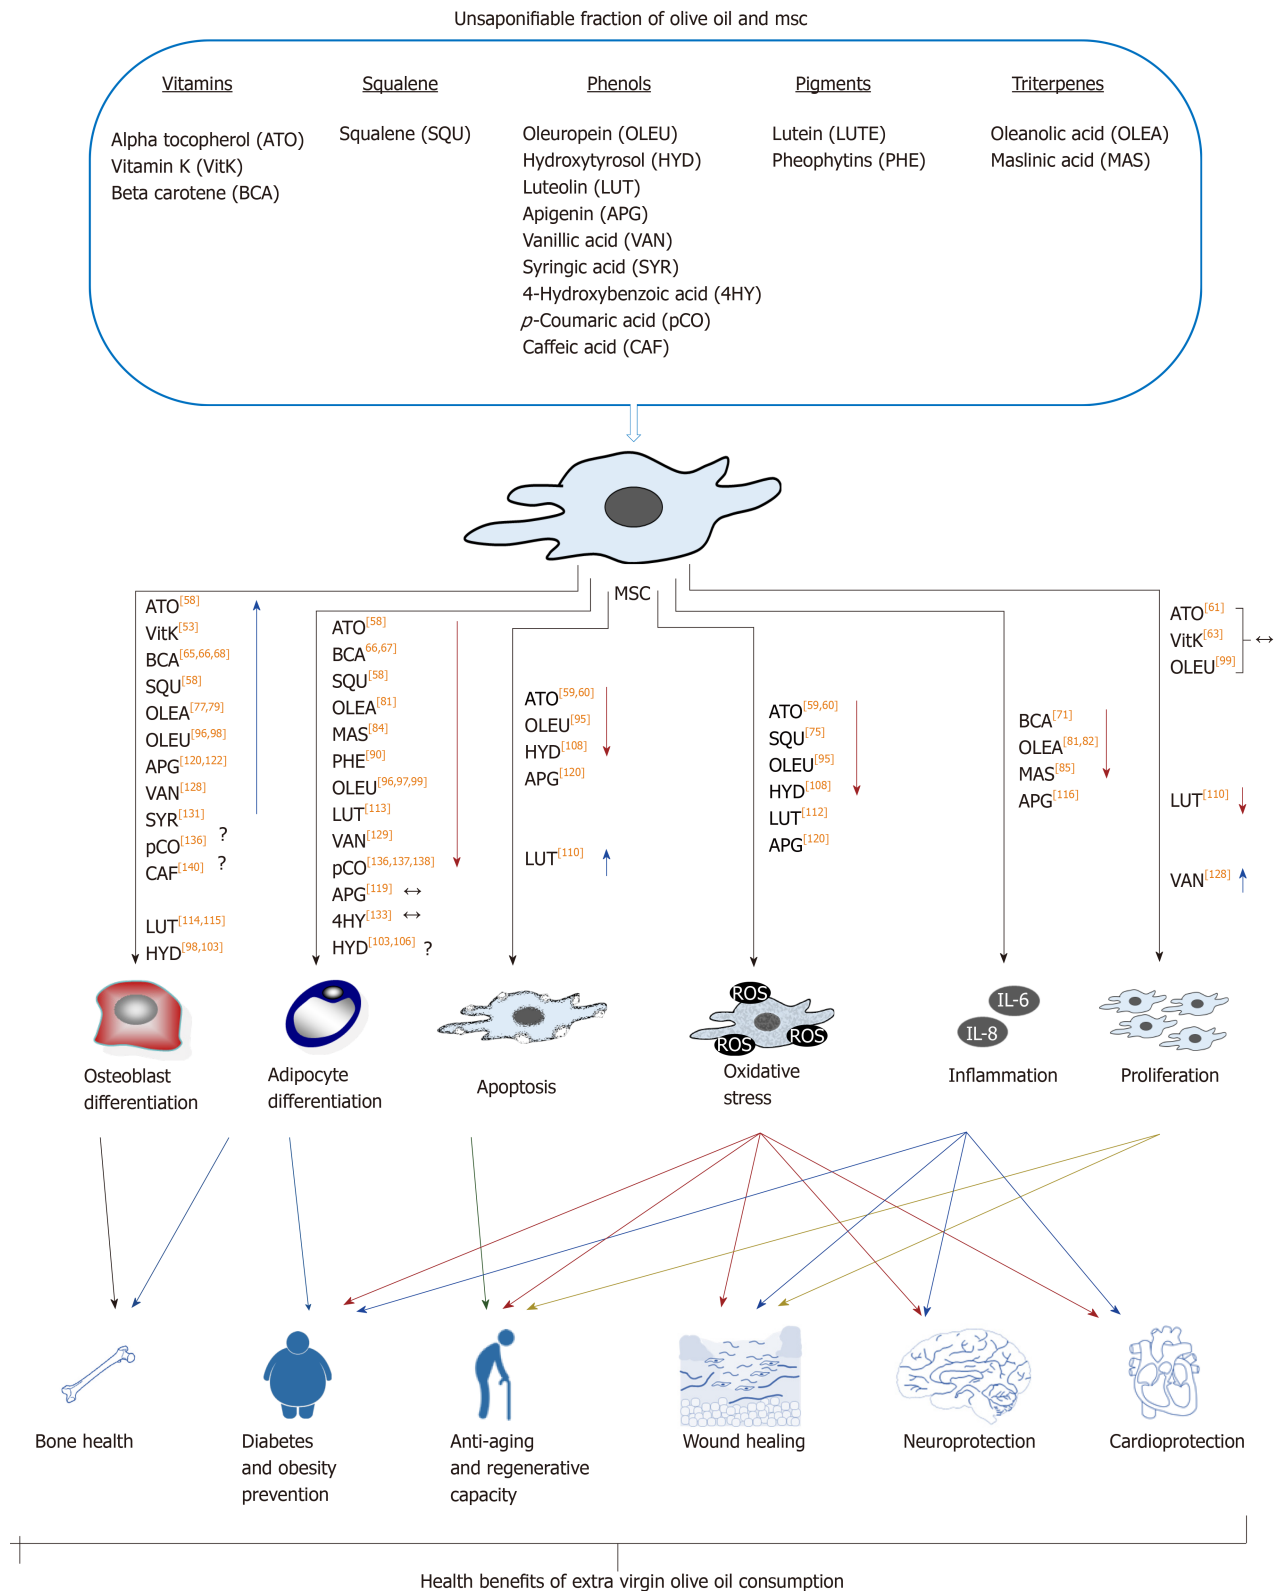 Unsaponifiable fraction of olive oil and msc
Vitamins
Alpha tocopherol (ATO)
Vitamin K (VitK)
Beta carotene (BCA)
Squalene
Squalene (SQU)
Phenols
Oleuropein (OLEU)
Hydroxytyrosol (HYD)
Luteolin (LUT)
Apigenin (APG)
Vanillic acid (VAN)
Syringic acid (SYR)
4-Hydroxybenzoic acid (4HY)
p-Coumaric acid (pCO)
Caffeic acid (CAF)
Pigments
Lutein (LUTE)
Pheophytins (PHE)
Triterpenes
Oleanolic acid (OLEA)
Maslinic acid (MAS)
MSC
ATO[58]
VitK[53]
BCA[65,66,68]
SQU[58]
OLEA[77,79]
OLEU[96,98]
APG[120,122]
VAN[128]
SYR[131]
pCO[136] ?
CAF[140] ?
LUT[114,115]
HYD[98,103]
ATO[58]
BCA66,67]
SQU[58]
OLEA[81]
MAS[84]
PHE[90]
OLEU[96,97,99]
LUT[113]
VAN[129]
pCO[136,137,138]
APG[119] ↔
4HY[133] ↔
HYD[103,106] ?
ATO[59,60]
OLEU[95]
HYD[108]
APG[120]
LUT[110]
ATO[59,60]
SQU[75]
OLEU[95]
HYD[108]
LUT[112]
APG[120]
BCA[71]
OLEA[81,82]
MAS[85]
APG[116]
ATO[61]
VitK[63] ↔
OLEU[99]
LUT[110]
VAN[128]
ROS
ROS
ROS
IL-6
IL-8
Osteoblast
differentiation
Adipocyte
differentiation
Apoptosis
Oxidative
stress
Inflammation
Proliferation
Bone health
Diabetes
and obesity
prevention
Anti-aging
and regenerative
capacity
Wound healing
Neuroprotection
Cardioprotection
Health benefits of extra virgin olive oil consumption